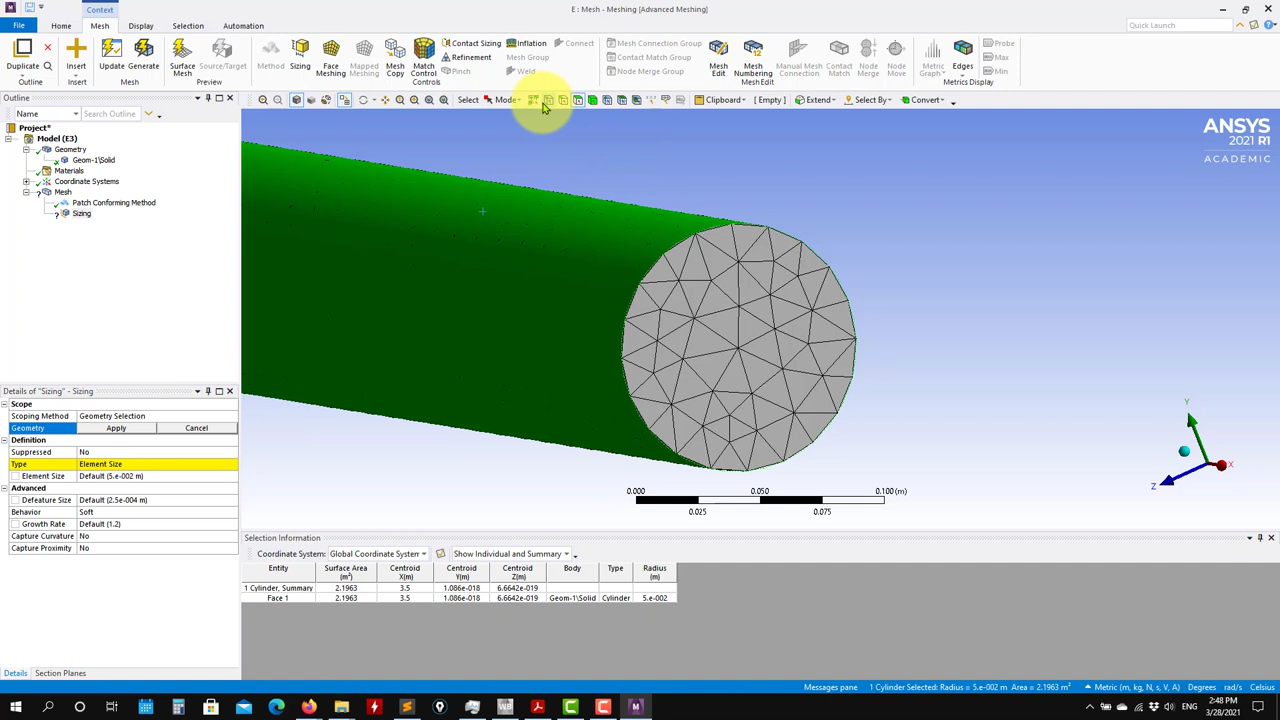 Context
E : Mesh - Meshing [Advanced Meshing]
File Home Mesh Display Selection Automation
Quick Launch
Duplicate
Outline
Insert
Insert
Update Generate
Mesh
Surface Mesh
Source/Target
Preview
Method
Sizing
Face Meshing
Mapped Meshing
Mesh Copy
Match Control
Contact Sizing
Refinement
Pinch
Inflation
Mesh Group
Weld
Connect
Controls
Mesh Connection Group
Contact Match Group
Node Merge Group
Mesh Edit
Mesh Numbering
Manual Mesh Connection
Contact Match
Node Merge
Node Move
Mesh Edit
Metric Graph
Edges
Probe
Max
Min
Metrics Display
Select Mode Clipboard [ Empty ] Extend Select By Convert
Outline
Name Search Outline
Project*
Model (E3)
Geometry
Geom-1\Solid
Materials
Coordinate Systems
Mesh
Patch Conforming Method
Sizing
ANSYS
2021 R1
ACADEMIC
Y
X
Z
0.000 0.050 0.100 (m)
0.025 0.075
Details of "Sizing" - Sizing
Scope
Scoping Method Geometry Selection
Geometry Apply Cancel
Definition
Suppressed No
Type Element Size
Element Size Default (5.e-002 m)
Advanced
Defeature Size Default (2.5e-004 m)
Behavior Soft
Growth Rate Default (1.2)
Capture Curvature No
Capture Proximity No
Details Section Planes
Selection Information
Coordinate System: Global Coordinate System Show Individual and Summary
Entity Surface Area (m²) Centroid X(m) Centroid Y(m) Centroid Z(m) Body Type Radius (m)
1 Cylinder, Summary 2.1963 3.5 1.086e-018 6.6642e-019
Face 1 2.1963 3.5 1.086e-018 6.6642e-019 Geom-1\Solid Cylinder 5.e-002
Messages pane 1 Cylinder Selected: Radius = 5.e-002 m Area = 2.1963 m² Metric (m, kg, N, s, V, A) Degrees rad/s Celsius
2:48 PM
3/28/2021